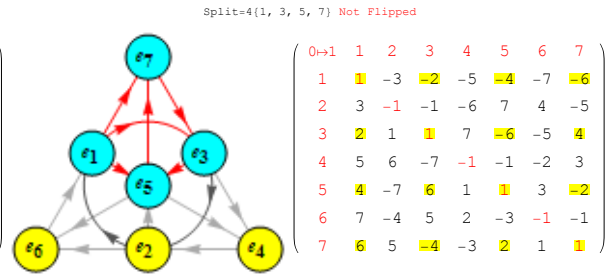 Split=4{1, 3, 5, 7} Not Flipped
e7
e1 e3
e5
e6 e2 e4
0↦1 1 2 3 4 5 6 7
1 1 −3 −2 −5 −4 −7 −6
2 3 −1 −1 −6 7 4 −5
3 2 1 1 7 −6 −5 4
4 5 6 −7 −1 −1 −2 3
5 4 −7 6 1 1 3 −2
6 7 −4 5 2 −3 −1 −1
7 6 5 −4 −3 2 1 1